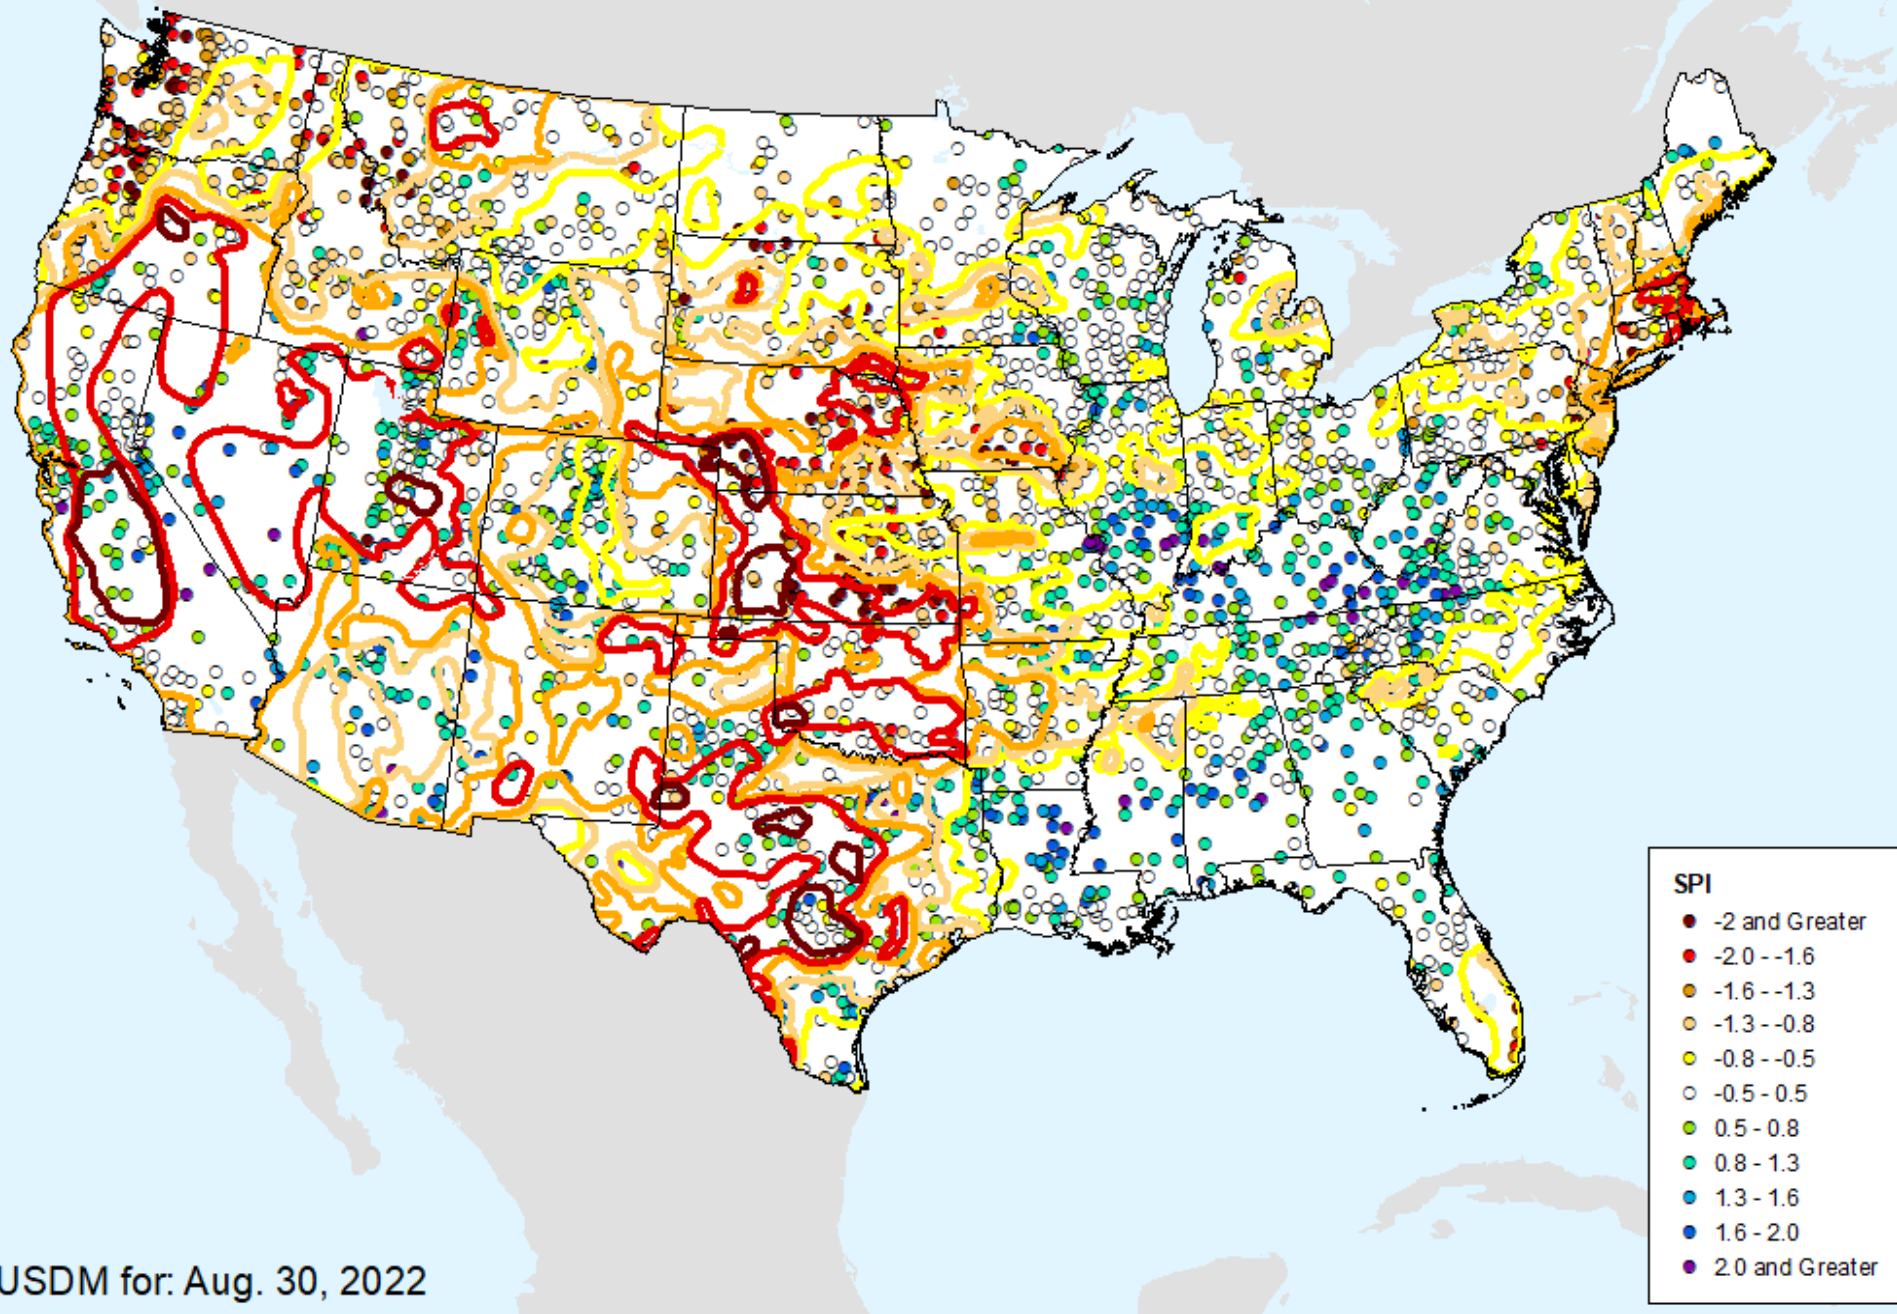 SPI
-2 and Greater
-2.0 - -1.6
-1.6 - -1.3
-1.3 - -0.8
-0.8 - -0.5
-0.5 - 0.5
0.5 - 0.8
0.8 - 1.3
1.3 - 1.6
1.6 - 2.0
2.0 and Greater
USDM for: Aug. 30, 2022